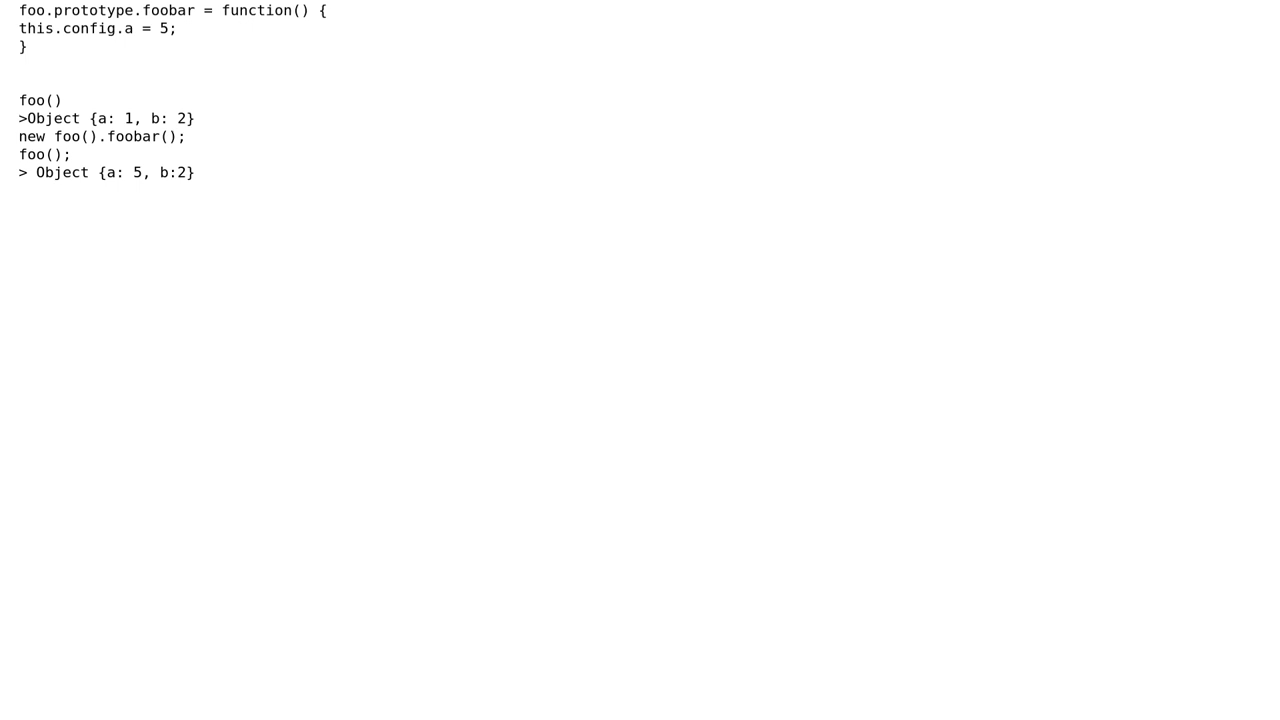 foo.prototype.foobar = function() {
this.config.a = 5;
}
foo()
>Object {a: 1, b: 2}
new foo().foobar();
foo();
> Object {a: 5, b:2}